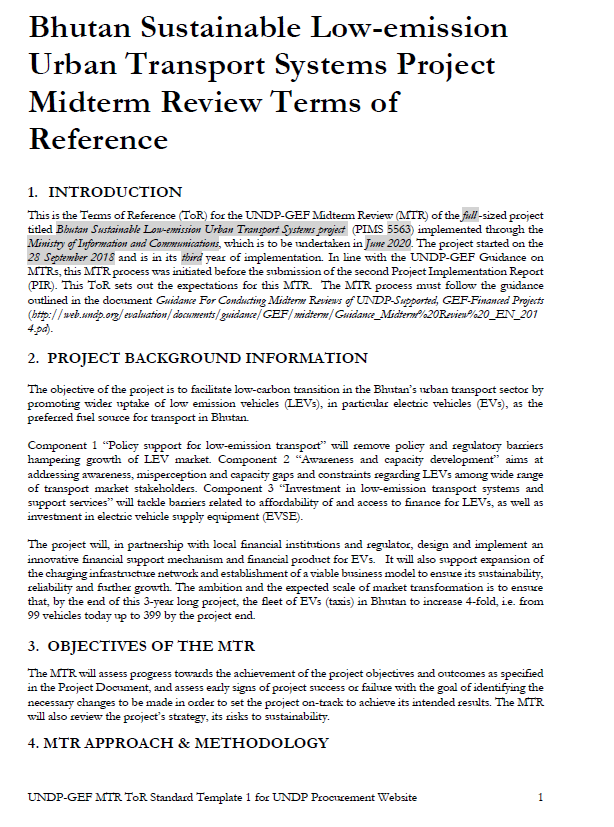 Bhutan Sustainable Low-emission
Urban Transport Systems Project
Midterm Review Terms of
Reference
1. INTRODUCTION
This is the Terms of Reference (ToR) for the UNDP-GEF Midterm Review (MTR) of the full-sized project
titled Bhutan Sustainable Low-emission Urban Transport Systems project (PIMS 5563) implemented through the
Ministry of Information and Communications, which is to be undertaken in June 2020. The project started on the
28 September 2018 and is in its third year of implementation. In line with the UNDP-GEF Guidance on
MTRs, this MTR process was initiated before the submission of the second Project Implementation Report
(PIR). This ToR sets out the expectations for this MTR. The MTR process must follow the guidance
outlined in the document Guidance For Conducting Midterm Reviews of UNDP-Supported, GEF-Financed Projects
(http://web.undp.org/evaluation/documents/guidance/GEF/midterm/Guidance_Midterm%20Review%20_EN_201
4.pd).
2. PROJECT BACKGROUND INFORMATION
The objective of the project is to facilitate low-carbon transition in the Bhutan's urban transport sector by
promoting wider uptake of low emission vehicles (LEVs), in particular electric vehicles (EVs), as the
preferred fuel source for transport in Bhutan.
Component 1 “Policy support for low-emission transport” will remove policy and regulatory barriers
hampering growth of LEV market. Component 2 “Awareness and capacity development” aims at
addressing awareness, misperception and capacity gaps and constraints regarding LEVs among wide range
of transport market stakeholders. Component 3 “Investment in low-emission transport systems and
support services” will tackle barriers related to affordability of and access to finance for LEVs, as well as
investment in electric vehicle supply equipment (EVSE).
The project will, in partnership with local financial institutions and regulator, design and implement an
innovative financial support mechanism and financial product for EVs. It will also support expansion of
the charging infrastructure network and establishment of a viable business model to ensure its sustainability,
reliability and further growth. The ambition and the expected scale of market transformation is to ensure
that, by the end of this 3-year long project, the fleet of EVs (taxis) in Bhutan to increase 4-fold, i.e. from
99 vehicles today up to 399 by the project end.
3. OBJECTIVES OF THE MTR
The MTR will assess progress towards the achievement of the project objectives and outcomes as specified
in the Project Document, and assess early signs of project success or failure with the goal of identifying the
necessary changes to be made in order to set the project on-track to achieve its intended results. The MTR
will also review the project's strategy, its risks to sustainability.
4. MTR APPROACH & METHODOLOGY
UNDP-GEF MTR ToR Standard Template 1 for UNDP Procurement Website 1